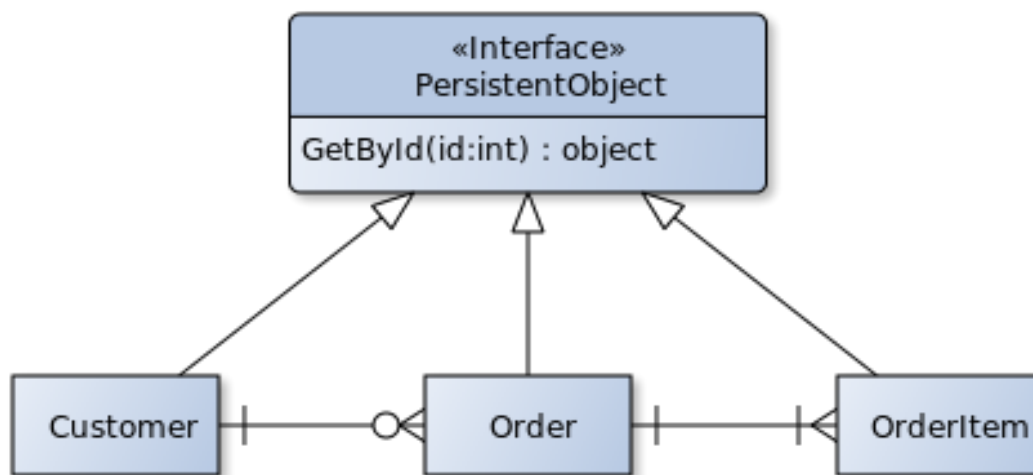 «Interface»
PersistentObject
GetById(id:int) : object
Customer
Order
OrderItem